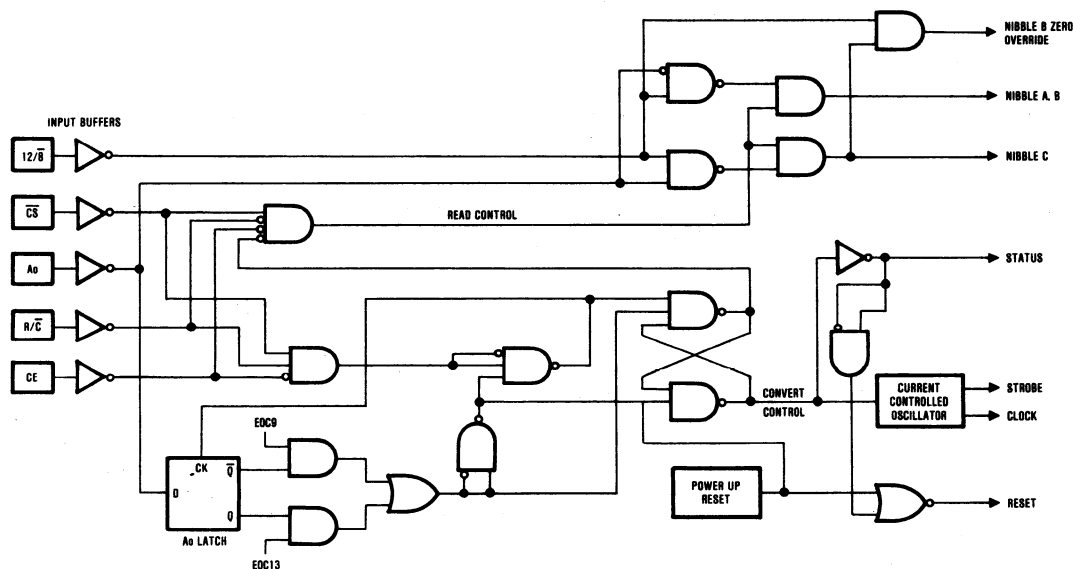 NIBBLE B ZERO
OVERRIDE
NIBBLE A, B
INPUT BUFFERS
12/8̅
NIBBLE C
C̅S̅
READ CONTROL
Ao
STATUS
R/C̅
CE
CONVERT
CONTROL
CURRENT
CONTROLLED
OSCILLATOR
STROBE
CLOCK
EOC9
CK
Q̅
D
Q
POWER UP
RESET
RESET
Ao LATCH
EOC13